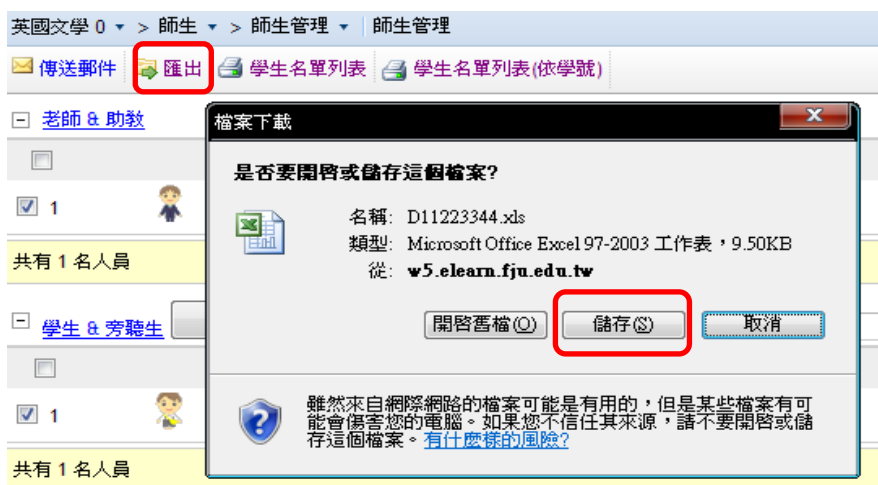 英國文學 0 ▾ > 師生 ▾ > 師生管理 ▾ 師生管理
傳送郵件 匯出 學生名單列表 學生名單列表(依學號)
老師 & 助教
1
共有 1 名人員
學生 & 旁聽生
1
共有 1 名人員
檔案下載
是否要開啓或儲存這個檔案?
名稱: D11223344.xls
類型: Microsoft Office Excel 97-2003 工作表，9.50KB
從: w5.elearn.fju.edu.tw
開啓舊檔(O) 儲存(S) 取消
雖然來自網際網路的檔案可能是有用的，但是某些檔案有可
能會傷害您的電腦。如果您不信任其來源，請不要開啓或儲
存這個檔案。有什麼樣的風險?